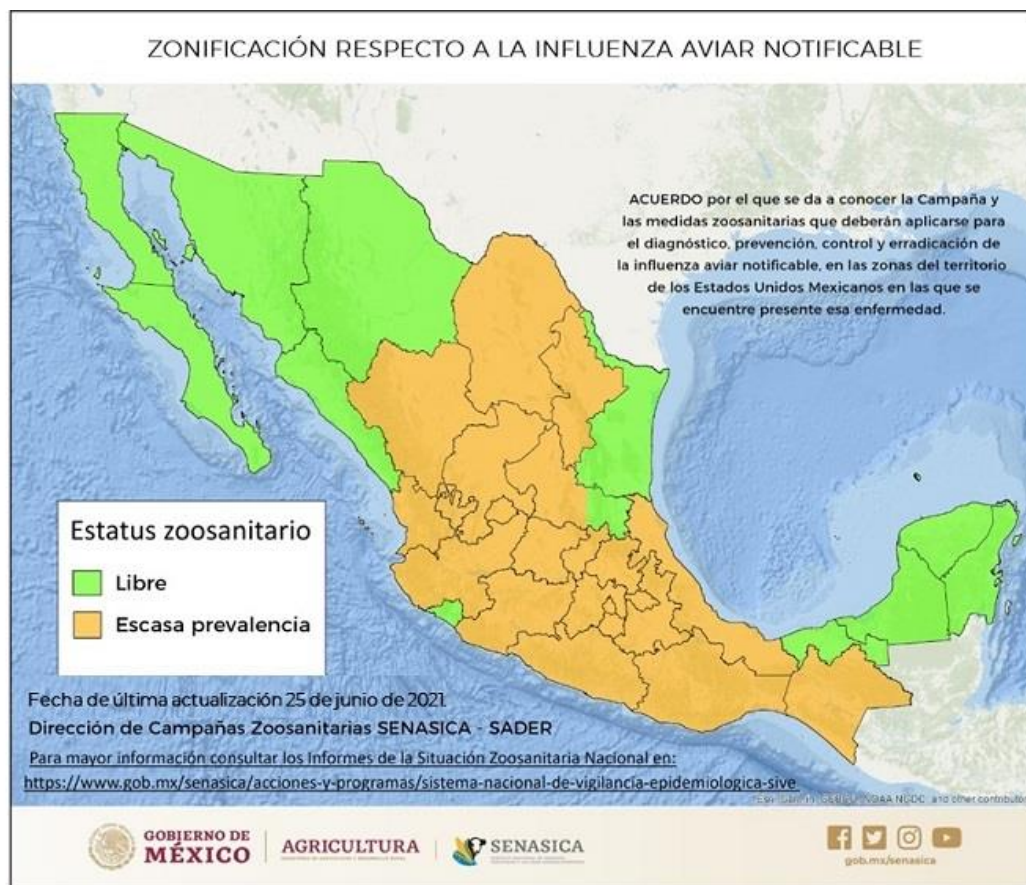 ZONIFICACIÓN RESPECTO A LA INFLUENZA AVIAR NOTIFICABLE
ACUERDO por el que se da a conocer la Campaña y
las medidas zoosanitarias que deberán aplicarse para
el diagnóstico, prevención, control y erradicación de
la influenza aviar notificable, en las zonas del territorio
de los Estados Unidos Mexicanos en las que se
encuentre presente esa enfermedad.
Estatus zoosanitario
Libre
Escasa prevalencia
Fecha de última actualización 25 de junio de 2021.
Dirección de Campañas Zoosanitarias SENASICA - SADER
Para mayor información consultar los Informes de la Situación Zoosanitaria Nacional en:
https://www.gob.mx/senasica/acciones-y-programas/sistema-nacional-de-vigilancia-epidemiologica-sive
NOAA NGDC, and other contributor
GOBIERNO DE
MÉXICO
AGRICULTURA
SENASICA
gob.mx/senasica